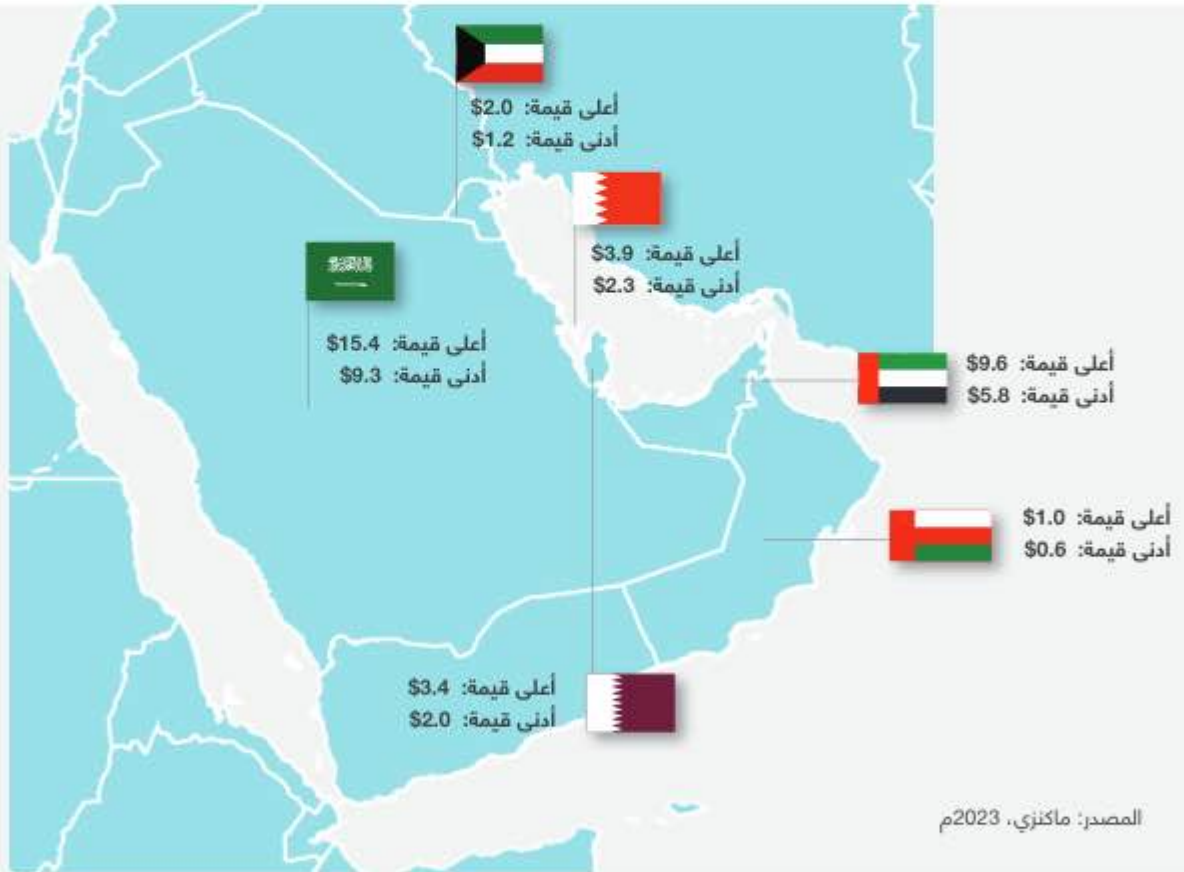 أعلى قيمة: $2.0
أدنى قيمة: $1.2
أعلى قيمة: $3.9
أدنى قيمة: $2.3
أعلى قيمة: $15.4
أدنى قيمة: $9.3
أعلى قيمة: $9.6
أدنى قيمة: $5.8
أعلى قيمة: $1.0
أدنى قيمة: $0.6
أعلى قيمة: $3.4
أدنى قيمة: $2.0
المصدر: ماكنزي، 2023م